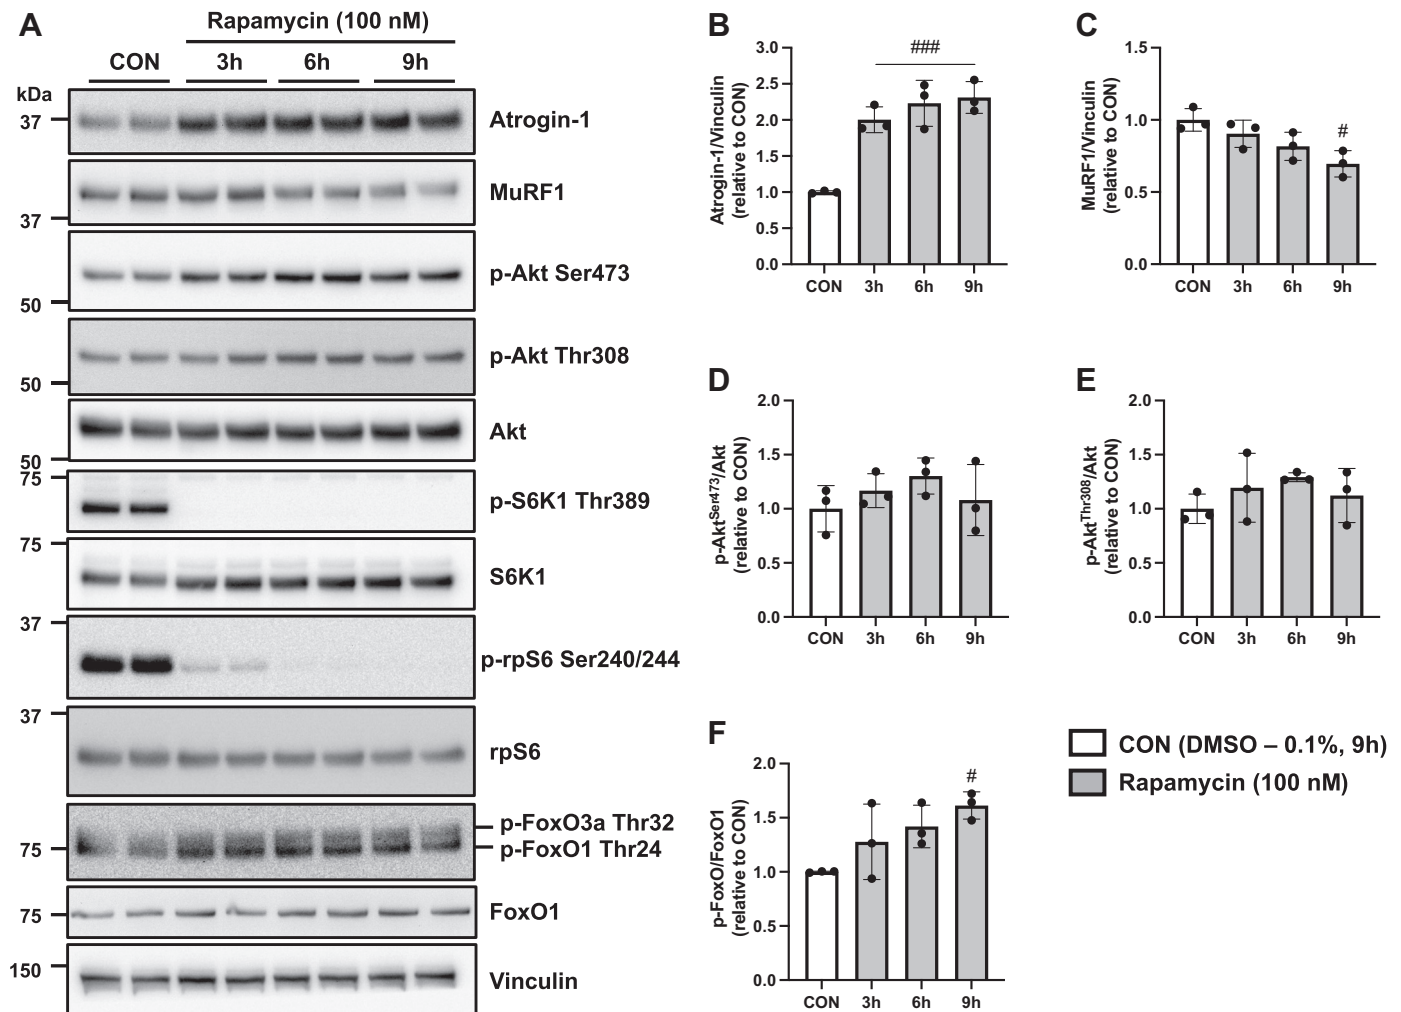 A
Rapamycin (100 nM)
CON 3h 6h 9h
kDa
37
Atrogin-1
MuRF1
37
p-Akt Ser473
50
p-Akt Thr308
50
Akt
50
75
p-S6K1 Thr389
75
S6K1
37
p-rpS6 Ser240/244
37
rpS6
p-FoxO3a Thr32
75
p-FoxO1 Thr24
75
FoxO1
150
Vinculin
B
Atrogin-1/Vinculin
(relative to CON)
3.0
2.5
2.0
1.5
1.0
0.5
0.0
###
CON 3h 6h 9h
C
MuRF1/Vinculin
(relative to CON)
1.5
1.0
0.5
0.0
#
CON 3h 6h 9h
D
p-AktSer473/Akt
(relative to CON)
2.0
1.5
1.0
0.5
0.0
CON 3h 6h 9h
E
p-AktThr308/Akt
(relative to CON)
2.0
1.5
1.0
0.5
0.0
CON 3h 6h 9h
F
p-FoxO/FoxO1
(relative to CON)
2.0
1.5
1.0
0.5
0.0
#
CON 3h 6h 9h
CON (DMSO – 0.1%, 9h)
Rapamycin (100 nM)